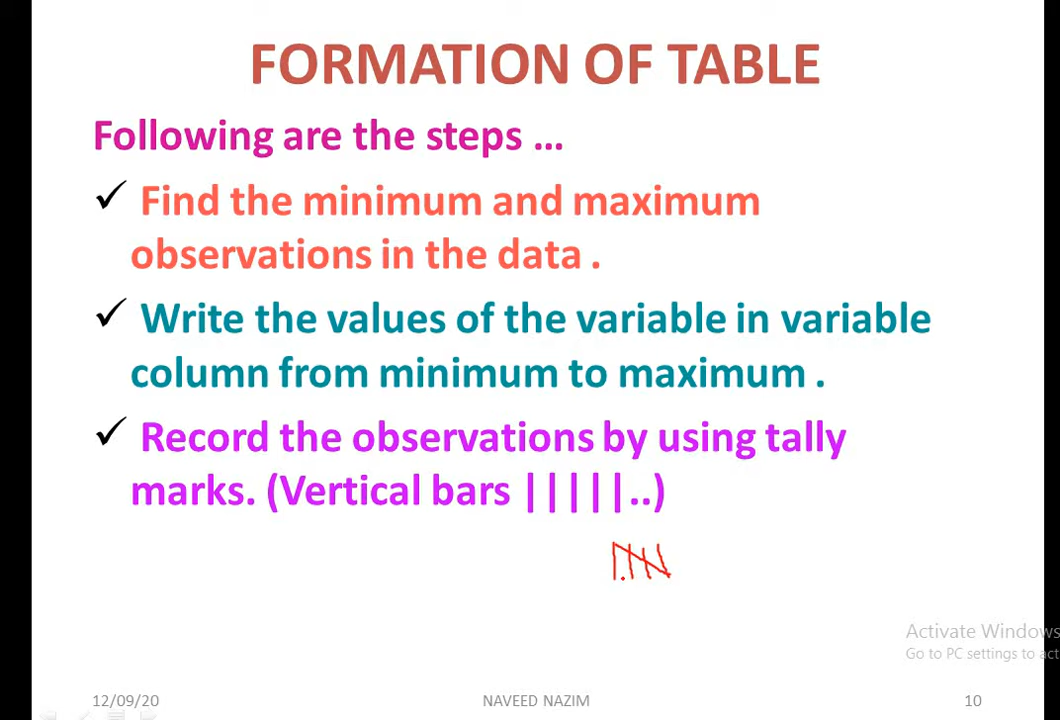 FORMATION OF TABLE
Following are the steps ...
✓ Find the minimum and maximum
observations in the data .
✓ Write the values of the variable in variable
column from minimum to maximum .
✓ Record the observations by using tally
marks. (Vertical bars |||||..)
Activate Windows
Go to PC settings to act
12/09/20 NAVEED NAZIM 10